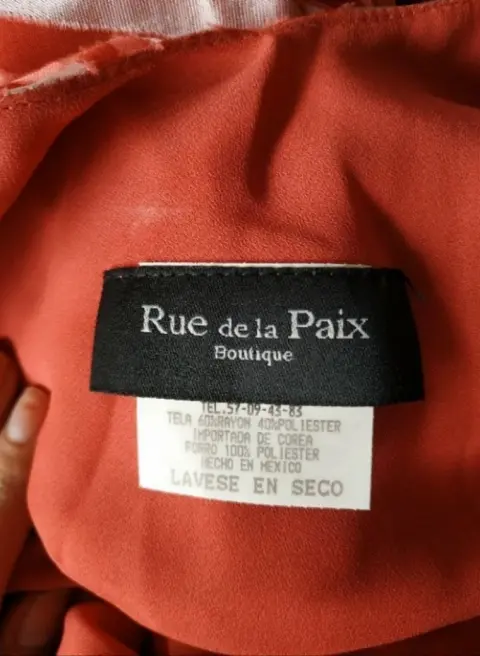 Rue de la Paix
Boutique
TEL.57-09-43-83
TELA 60%RAYON 40%POLIESTER
IMPORTADA DE COREA
FORRO 100% POLIESTER
HECHO EN MEXICO
LAVESE EN SECO